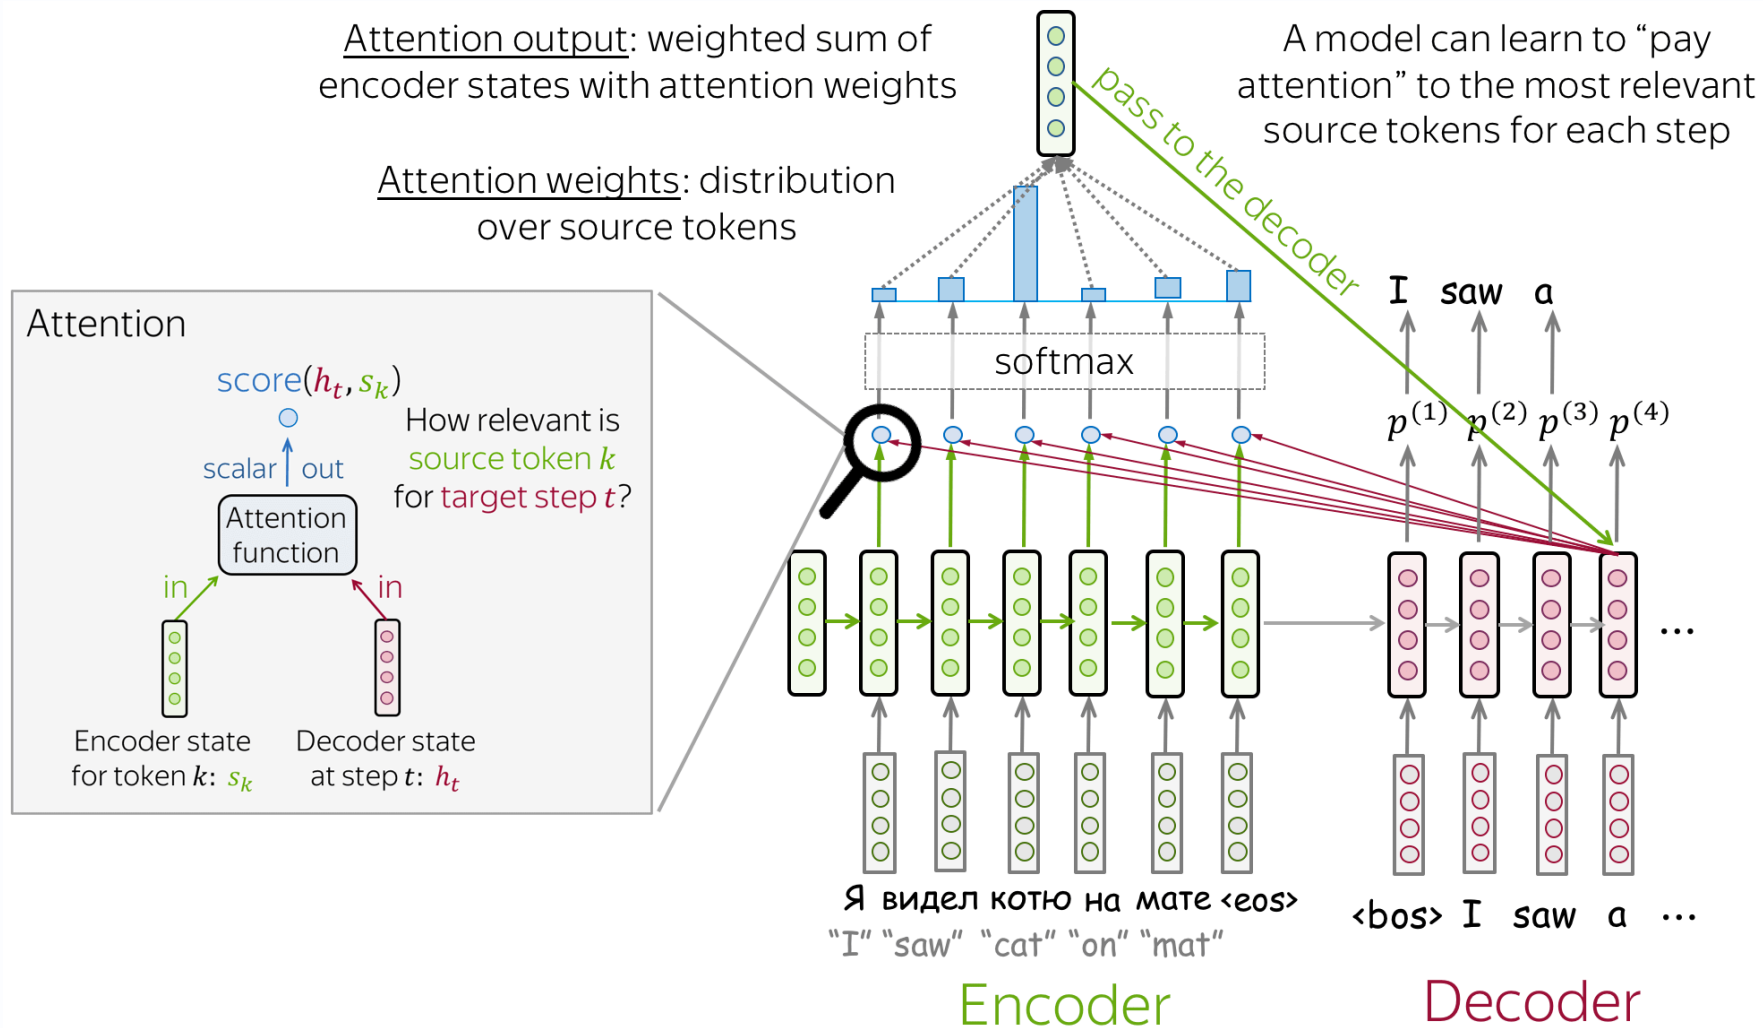 Attention output: weighted sum of
encoder states with attention weights
A model can learn to “pay
attention” to the most relevant
source tokens for each step
pass to the decoder
Attention weights: distribution
over source tokens
Attention
score(hₜ, sₖ)
How relevant is
source token k
for target step t?
scalar out
Attention
function
in in
Encoder state
for token k: sₖ
Decoder state
at step t: hₜ
softmax
I saw a
p⁽¹⁾ p⁽²⁾ p⁽³⁾ p⁽⁴⁾
...
Я видел котю на мате <eos>
“I” “saw” “cat” “on” “mat”
<bos> I saw a ...
Encoder
Decoder